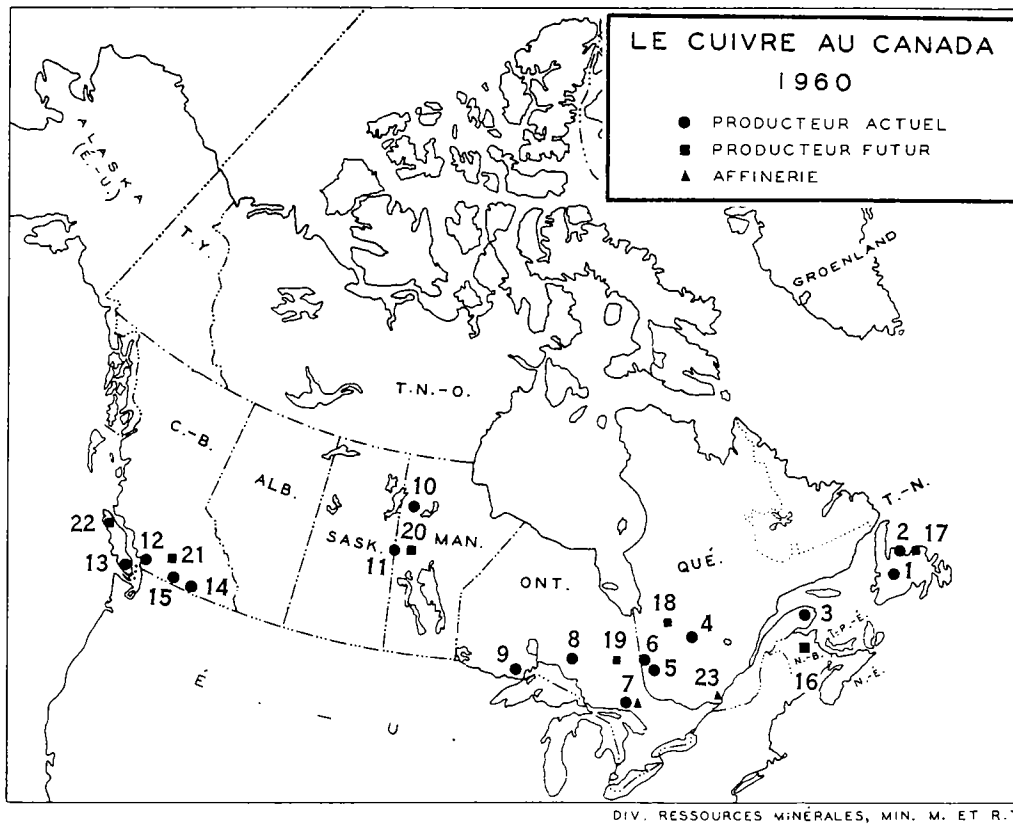 LE CUIVRE AU CANADA
1960
● PRODUCTEUR ACTUEL
■ PRODUCTEUR FUTUR
▲ AFFINERIE
ALASKA
(É-U)
T.Y.
GROENLAND
T.N.-O.
C.-B.
ALB.
SASK.
MAN.
ONT.
QUÉ.
T.-N.
Î.-P.-É.
N.-B.
N.-É.
É - U .
10
20
11
22
12
21
13
15
14
2
17
1
3
16
18
4
8
19
6
9
5
7
23
DIV. RESSOURCES MINÉRALES, MIN. M. ET R.T